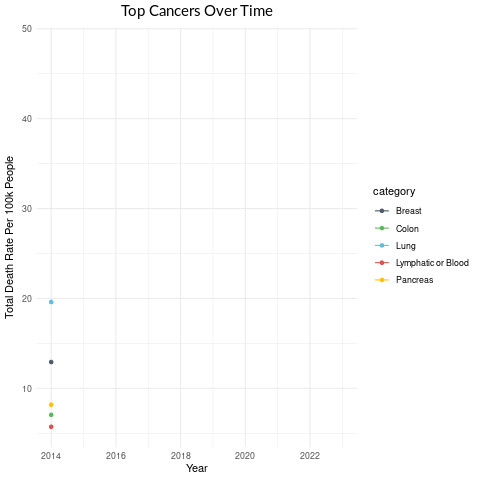 Top Cancers Over Time
Total Death Rate Per 100k People
50
40
30
20
10
2014 2016 2018 2020 2022
Year
category
Breast
Colon
Lung
Lymphatic or Blood
Pancreas